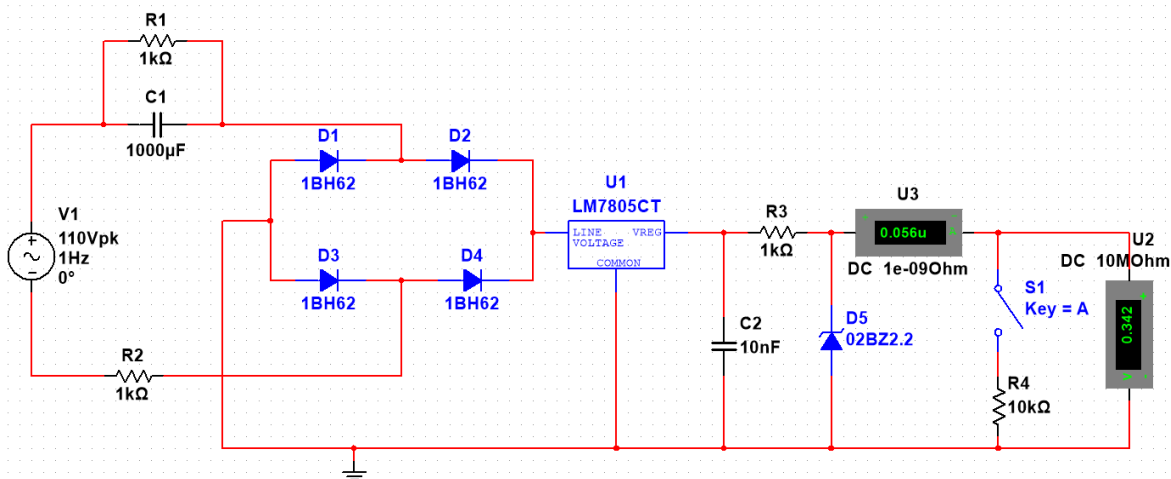 R1
1kΩ
C1
1000µF
V1
110Vpk
1Hz
0°
R2
1kΩ
D1
1BH62
D2
1BH62
D3
1BH62
D4
1BH62
U1
LM7805CT
LINE VREG
VOLTAGE
COMMON
R3
1kΩ
C2
10nF
D5
02BZ2.2
U3
0.056u
A
DC 1e-09Ohm
S1
Key = A
R4
10kΩ
U2
DC 10MOhm
0.342
V